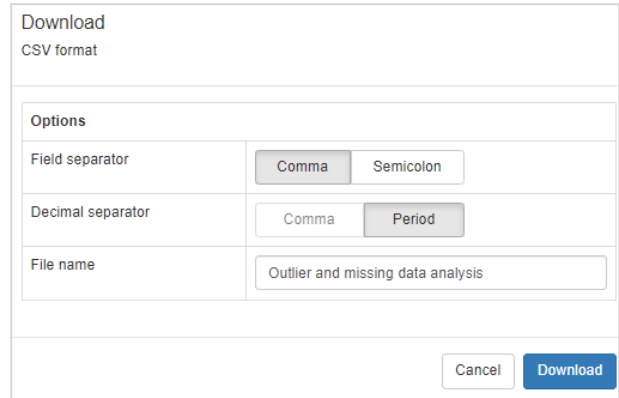 Download
CSV format
Options
Field separator Comma Semicolon
Decimal separator Comma Period
File name Outlier and missing data analysis
Cancel Download